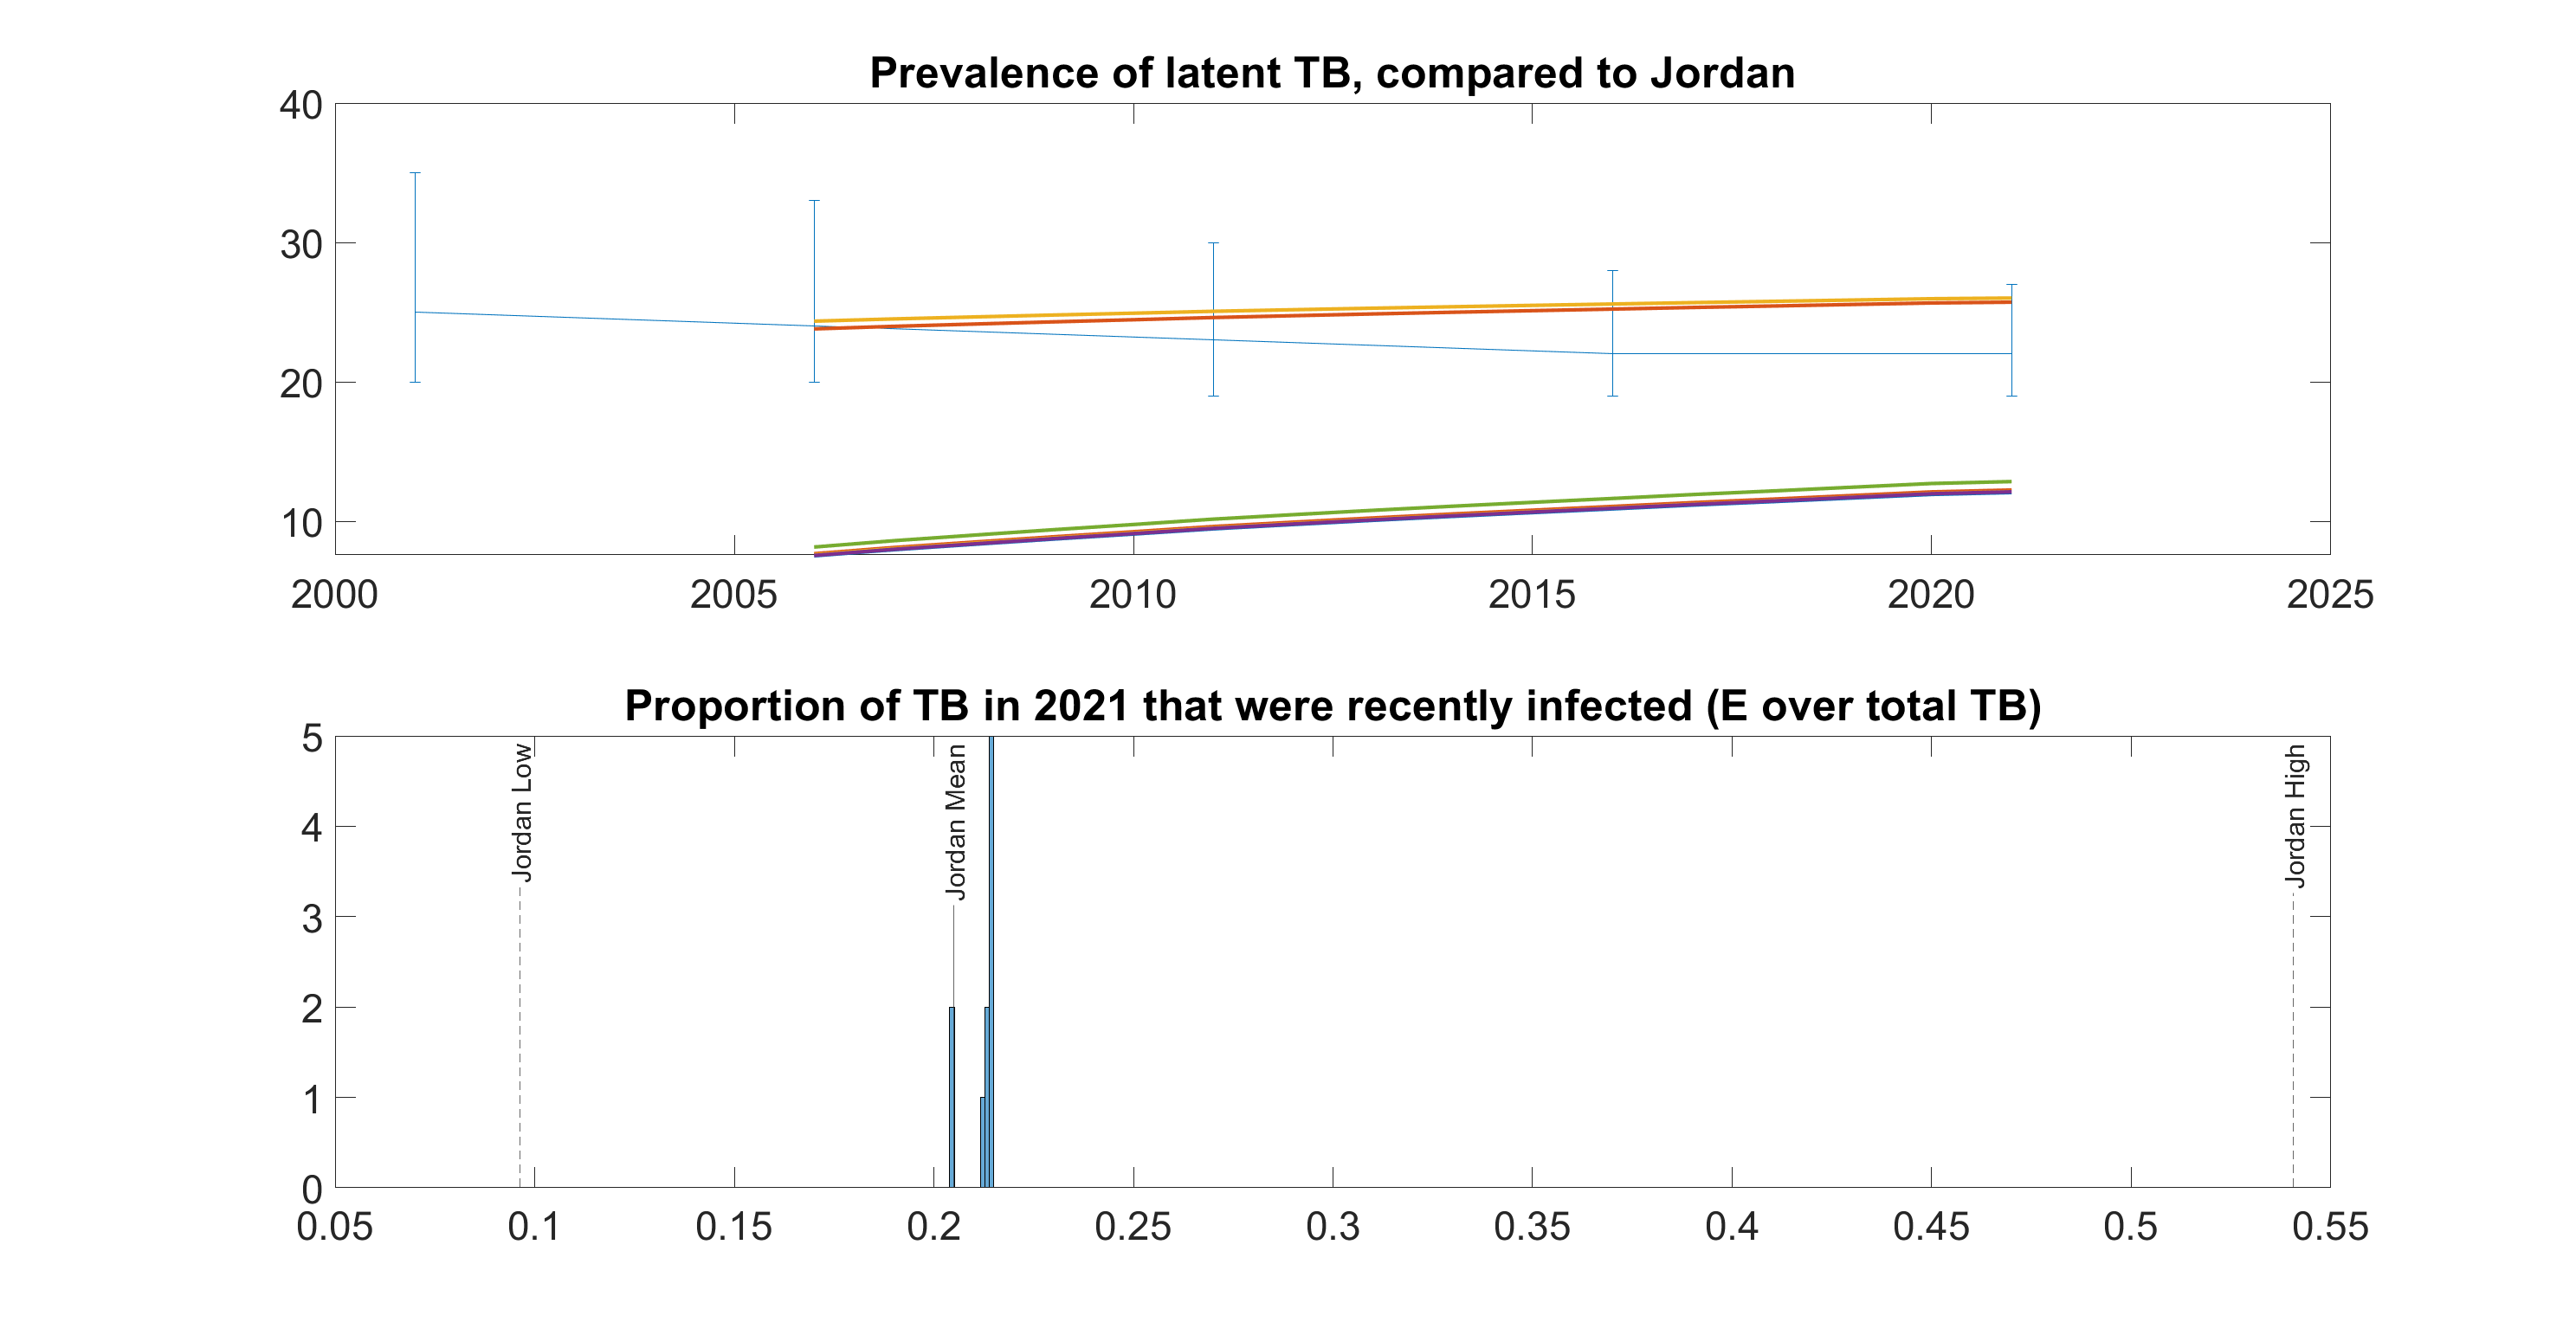 Prevalence of latent TB, compared to Jordan
40
30
20
10
2000 2005 2010 2015 2020 2025
Proportion of TB in 2021 that were recently infected (E over total TB)
5
4
3
2
1
0
Jordan Low
Jordan Mean
Jordan High
0.05 0.1 0.15 0.2 0.25 0.3 0.35 0.4 0.45 0.5 0.55